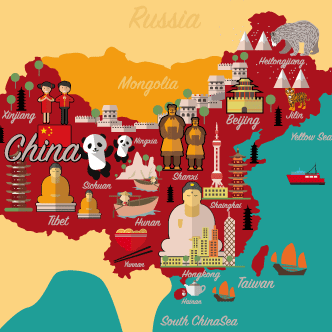 Russia
Mongolia
Heilongjiang
Xinjiang
Beijing
Jilin
Yellow Sea
China
Ningxia
Sichuan
Shanxi
Shanghai
Tibet
Hunan
Yunnan
Hongkong
Taiwan
Hainan
South ChinaSea